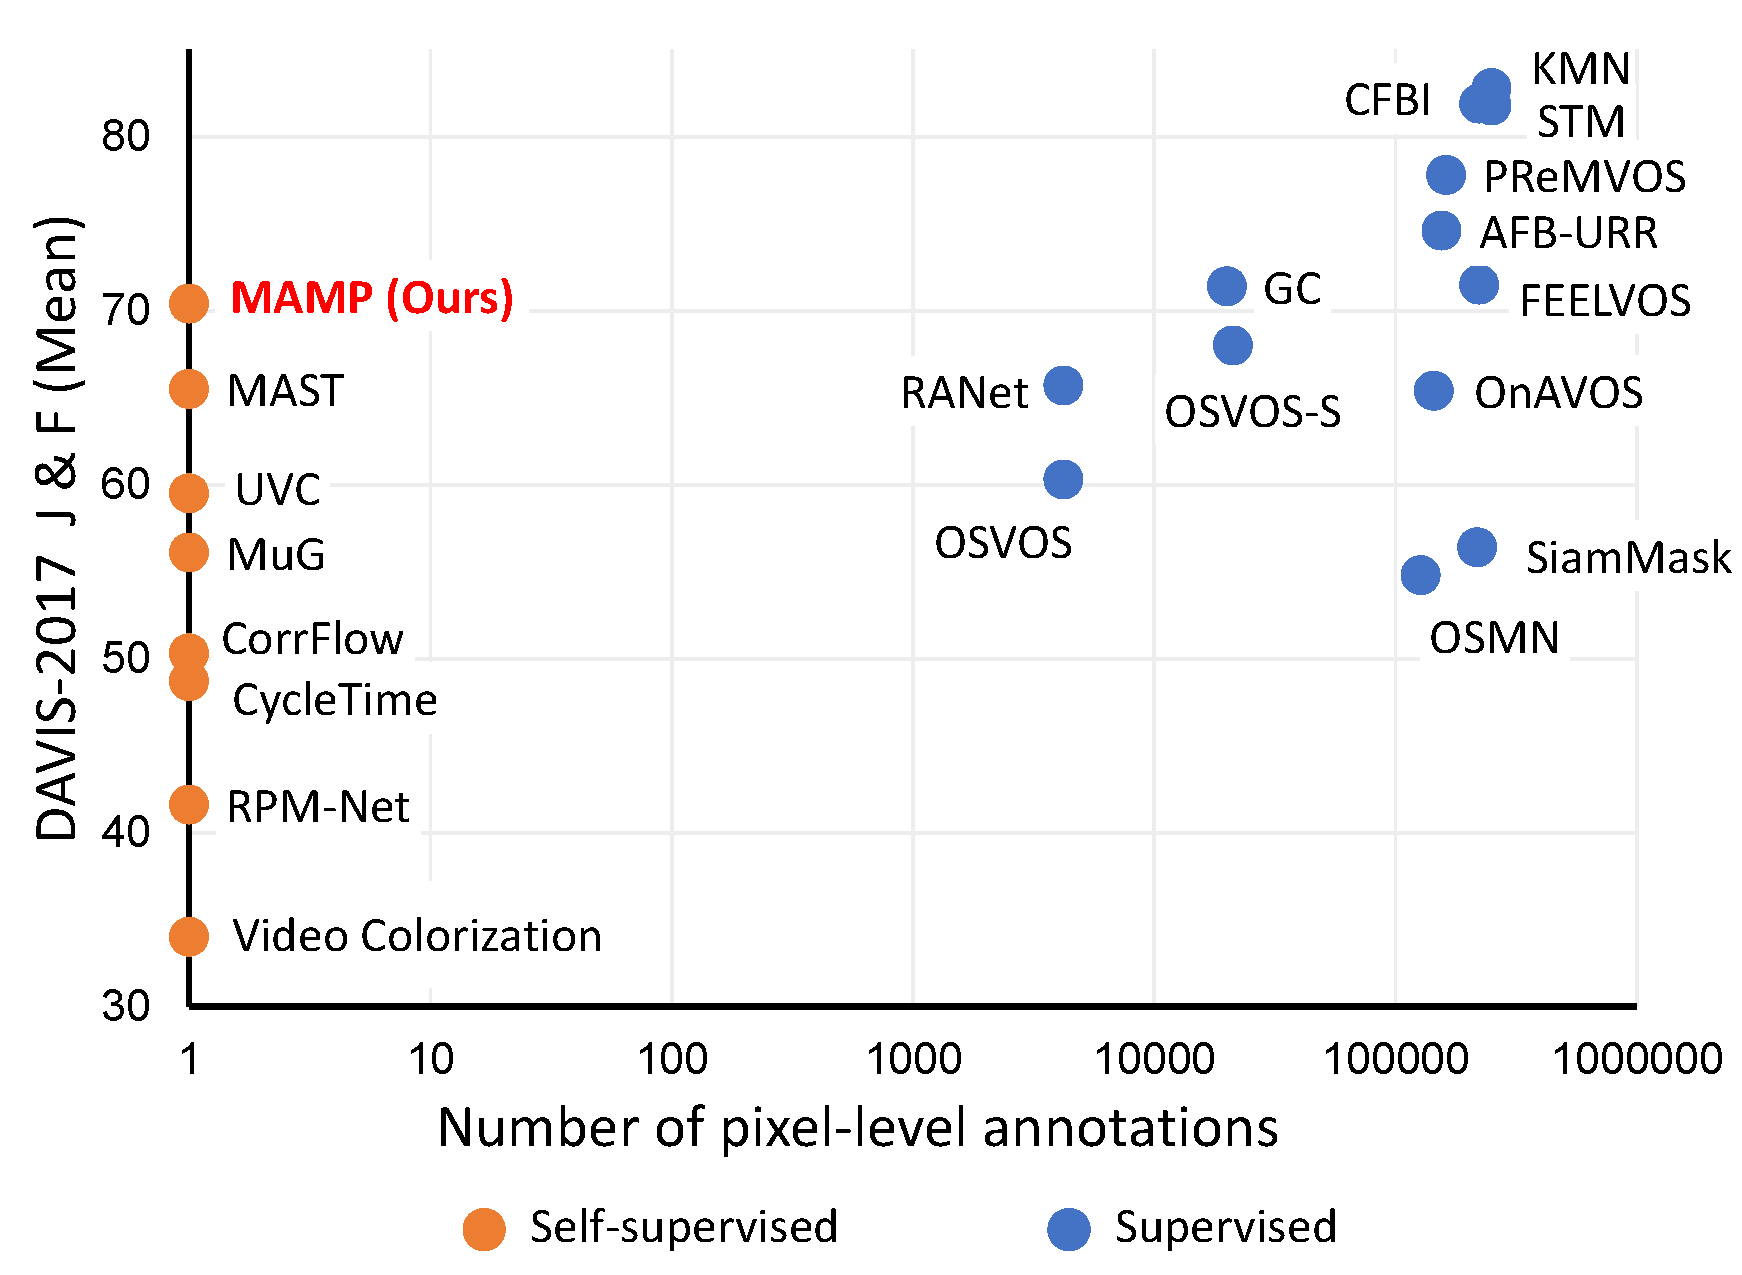 KMN
CFBI
STM
80
PReMVOS
AFB-URR
MAMP (Ours)
GC
FEELVOS
70
MAST
RANet
OSVOS-S
OnAVOS
60
UVC
OSVOS
MuG
SiamMask
CorrFlow
OSMN
50
CycleTime
RPM-Net
40
Video Colorization
30
DAVIS-2017 J & F (Mean)
1 10 100 1000 10000 100000 1000000
Number of pixel-level annotations
Self-supervised Supervised